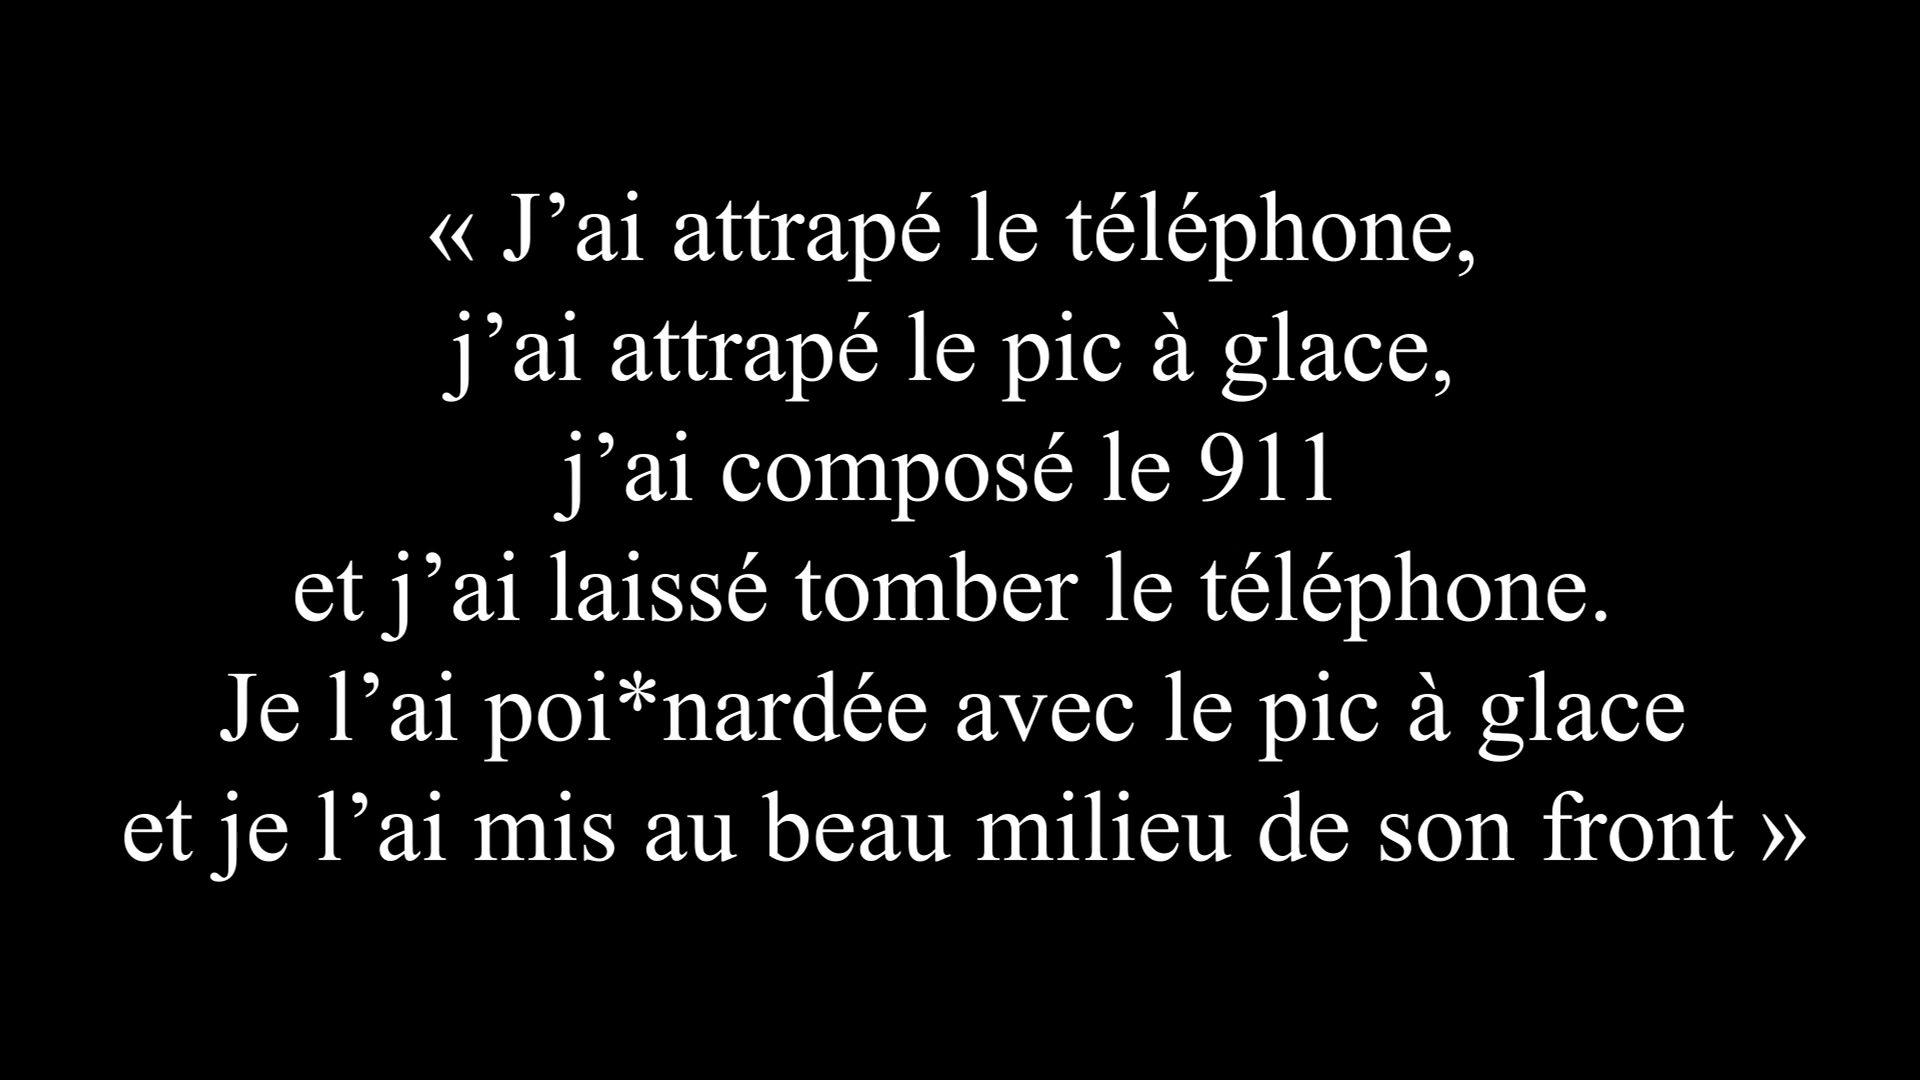 « J’ai attrapé le téléphone,
j’ai attrapé le pic à glace,
j’ai composé le 911
et j’ai laissé tomber le téléphone.
Je l’ai poi*nardée avec le pic à glace
et je l’ai mis au beau milieu de son front »